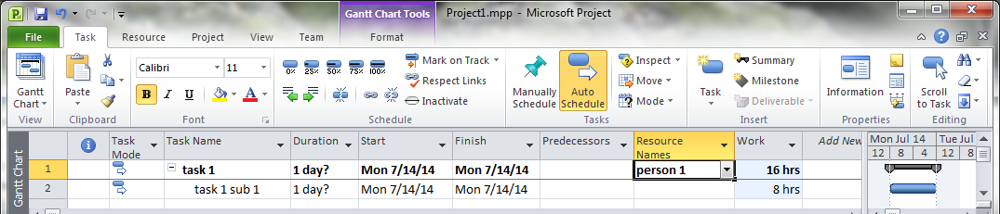 Gantt Chart Tools Project1.mpp - Microsoft Project
File Task Resource Project View Team Format
Gantt Chart
Paste
Calibri 11
B I U A
0% 25% 50% 75% 100%
Mark on Track
Respect Links
Inactivate
Manually Schedule
Auto Schedule
Inspect
Move
Mode
Task
Summary
Milestone
Deliverable
Information
Scroll to Task
View Clipboard Font Schedule Tasks Insert Properties Editing
Task Mode Task Name Duration Start Finish Predecessors Resource Names Work Add New
Mon Jul 14 Tue Jul
12 8 4 12 8
1 task 1 1 day? Mon 7/14/14 Mon 7/14/14 person 1 16 hrs
2 task 1 sub 1 1 day? Mon 7/14/14 Mon 7/14/14 8 hrs
Gantt Chart